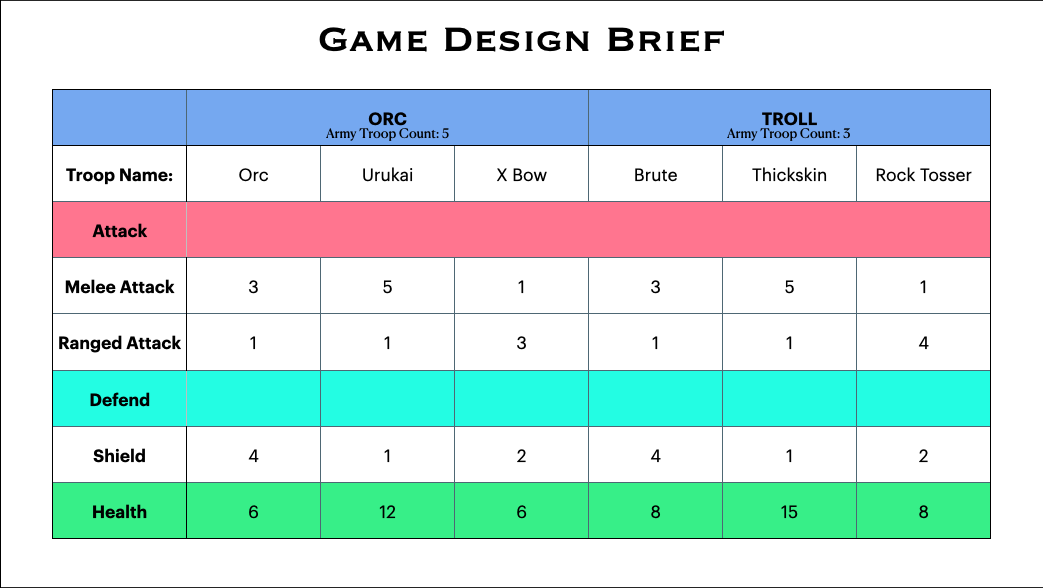 GAME DESIGN BRIEF
ORC TROLL
Army Troop Count: 5 Army Troop Count: 3
Troop Name: Orc Urukai X Bow Brute Thickskin Rock Tosser
Attack
Melee Attack 3 5 1 3 5 1
Ranged Attack 1 1 3 1 1 4
Defend
Shield 4 1 2 4 1 2
Health 6 12 6 8 15 8